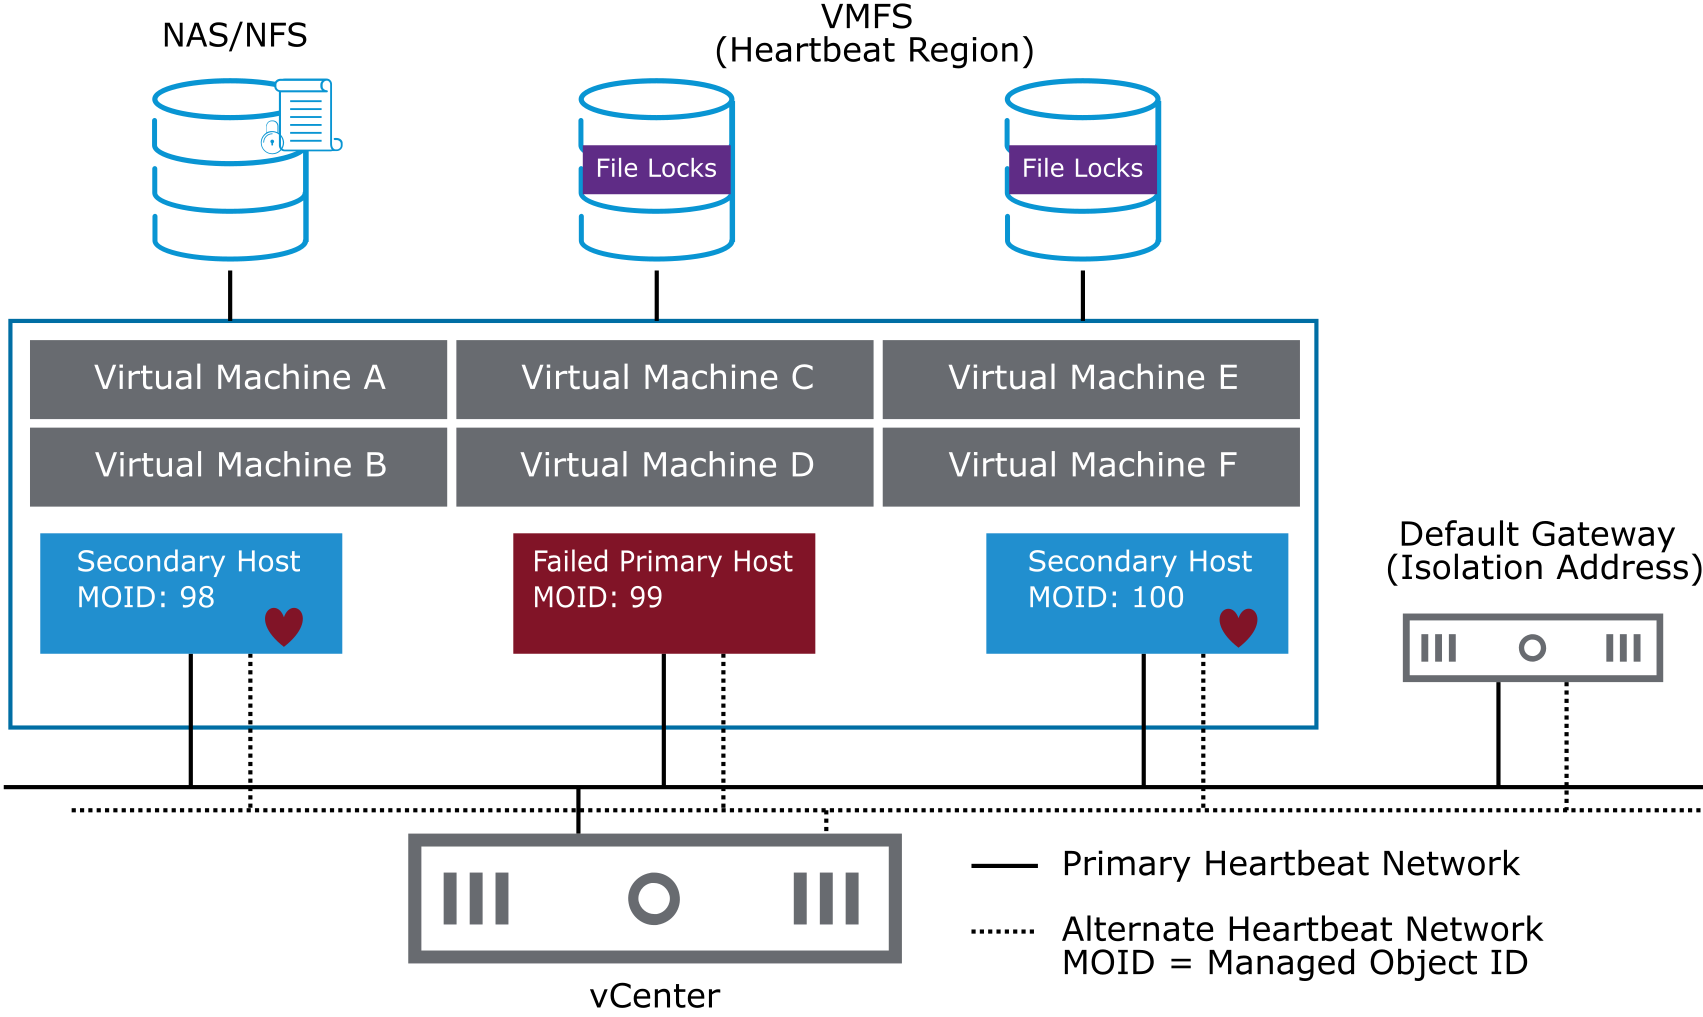 NAS/NFS
VMFS
(Heartbeat Region)
File Locks
File Locks
Virtual Machine A
Virtual Machine C
Virtual Machine E
Virtual Machine B
Virtual Machine D
Virtual Machine F
Secondary Host
MOID: 98
Failed Primary Host
MOID: 99
Secondary Host
MOID: 100
Default Gateway
(Isolation Address)
vCenter
Primary Heartbeat Network
Alternate Heartbeat Network
MOID = Managed Object ID